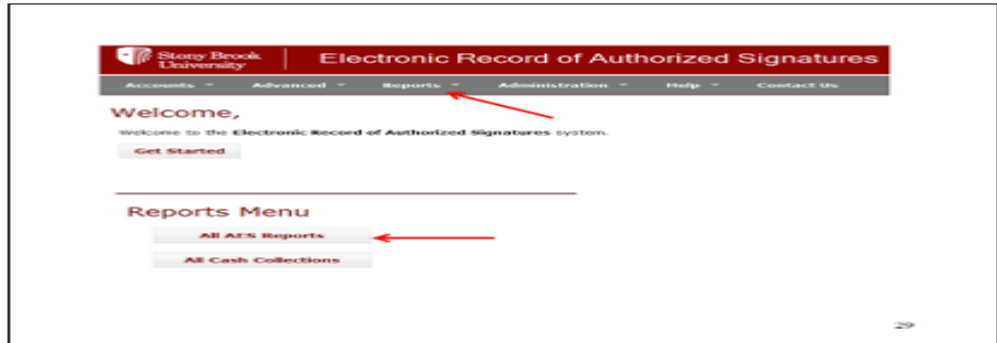 Stony Brook
University
Electronic Record of Authorized Signatures
Accounts Advanced Reports Administration Help Contact Us
Welcome,
Welcome to the Electronic Record of Authorized Signatures system.
Get Started
Reports Menu
All AES Reports
All Cash Collections
29